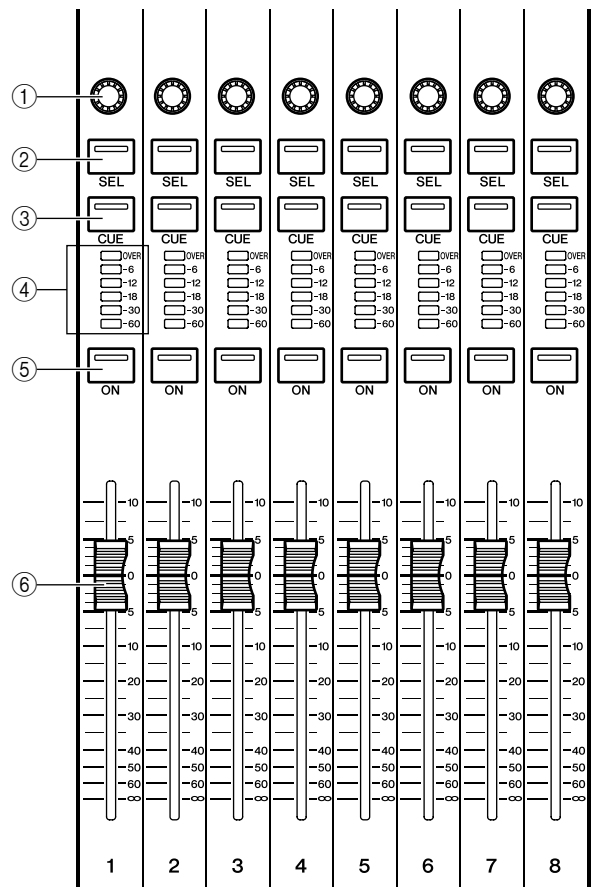 ①
②
SEL SEL SEL SEL SEL SEL SEL SEL
③
CUE CUE CUE CUE CUE CUE CUE CUE
OVER OVER OVER OVER OVER OVER OVER OVER
-6 -6 -6 -6 -6 -6 -6 -6
④ -12 -12 -12 -12 -12 -12 -12 -12
-18 -18 -18 -18 -18 -18 -18 -18
-30 -30 -30 -30 -30 -30 -30 -30
-60 -60 -60 -60 -60 -60 -60 -60
⑤
ON ON ON ON ON ON ON ON
10 10 10 10 10 10 10 10
5 5 5 5 5 5 5 5
⑥ 0 0 0 0 0 0 0 0
5 5 5 5 5 5 5 5
10 10 10 10 10 10 10 10
20 20 20 20 20 20 20 20
30 30 30 30 30 30 30 30
40 40 40 40 40 40 40 40
50 50 50 50 50 50 50 50
60 60 60 60 60 60 60 60
∞ ∞ ∞ ∞ ∞ ∞ ∞ ∞
1 2 3 4 5 6 7 8